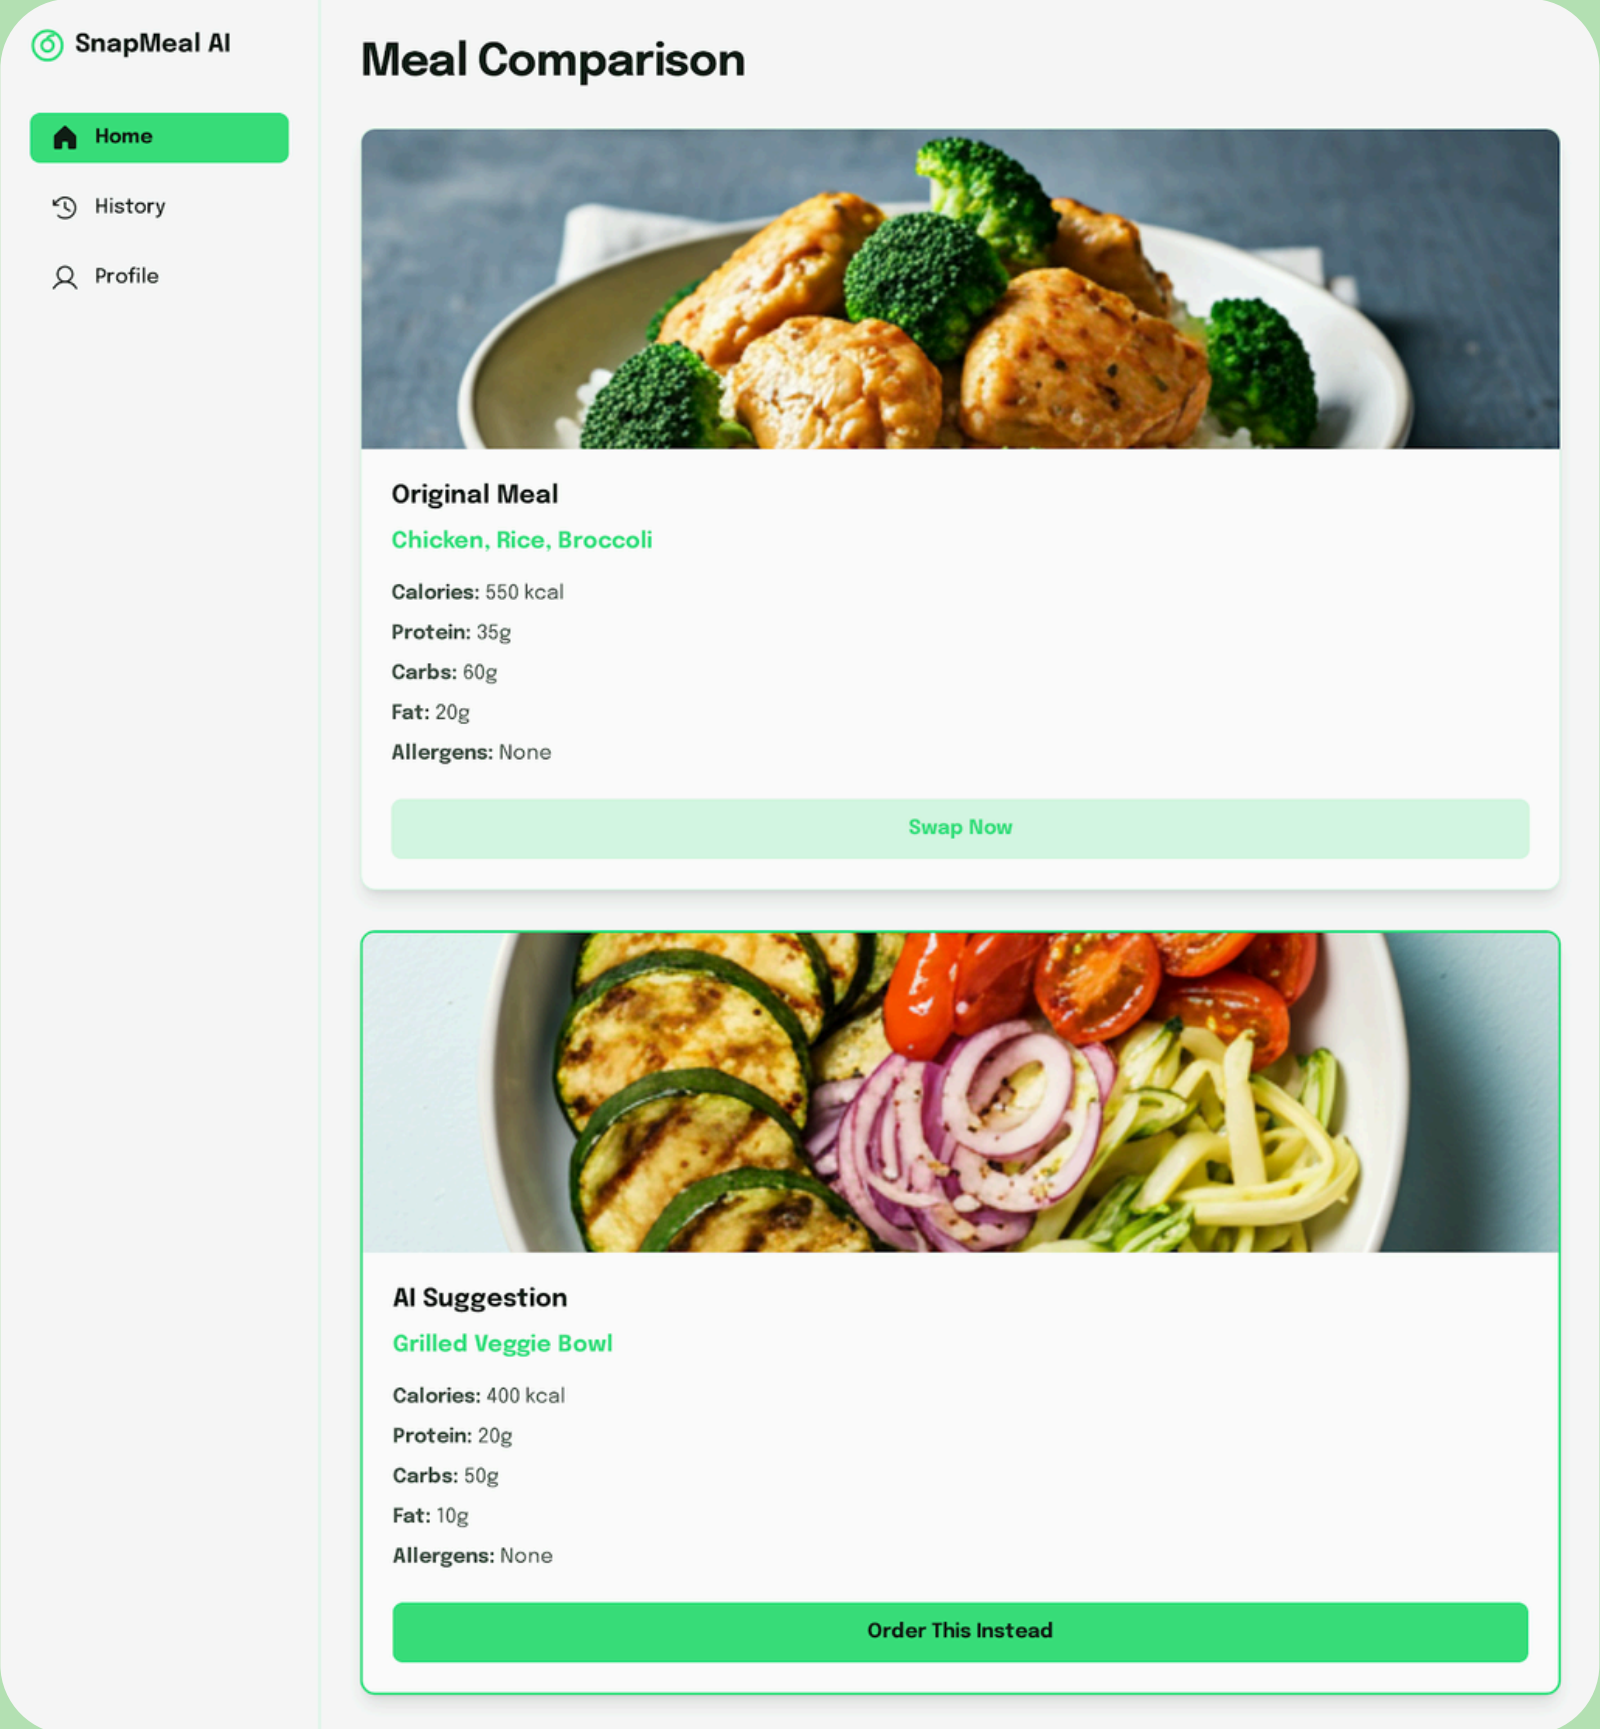 SnapMeal AI
Home
History
Profile
Meal Comparison
Original Meal
Chicken, Rice, Broccoli
Calories: 550 kcal
Protein: 35g
Carbs: 60g
Fat: 20g
Allergens: None
Swap Now
AI Suggestion
Grilled Veggie Bowl
Calories: 400 kcal
Protein: 20g
Carbs: 50g
Fat: 10g
Allergens: None
Order This Instead